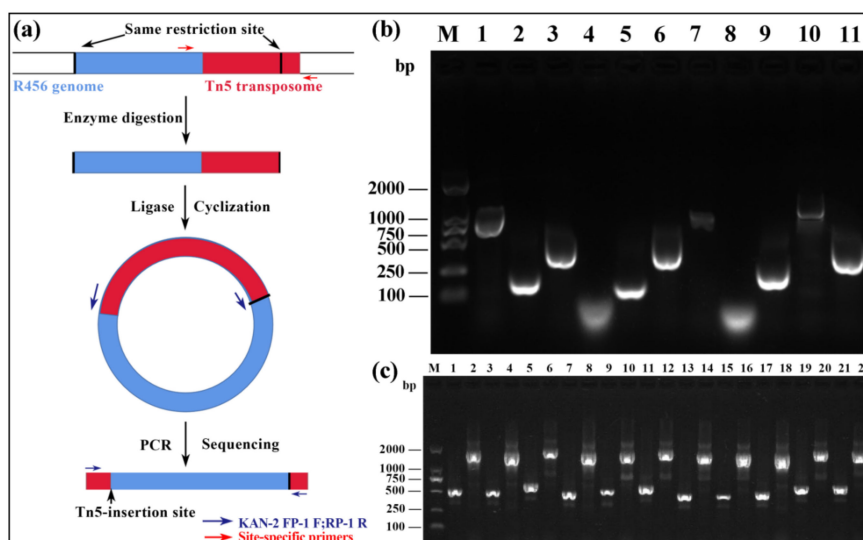 (a)
Same restriction site
R456 genome Tn5 transposome
Enzyme digestion
Ligase Cyclization
PCR Sequencing
Tn5-insertion site
KAN-2 FP-1 F;RP-1 R
Site-specific primers
(b)
M 1 2 3 4 5 6 7 8 9 10 11
bp
2000
1000
750
500
250
100
(c)
M 1 2 3 4 5 6 7 8 9 10 11 12 13 14 15 16 17 18 19 20 21 2
bp
2000
1000
750
500
250
100